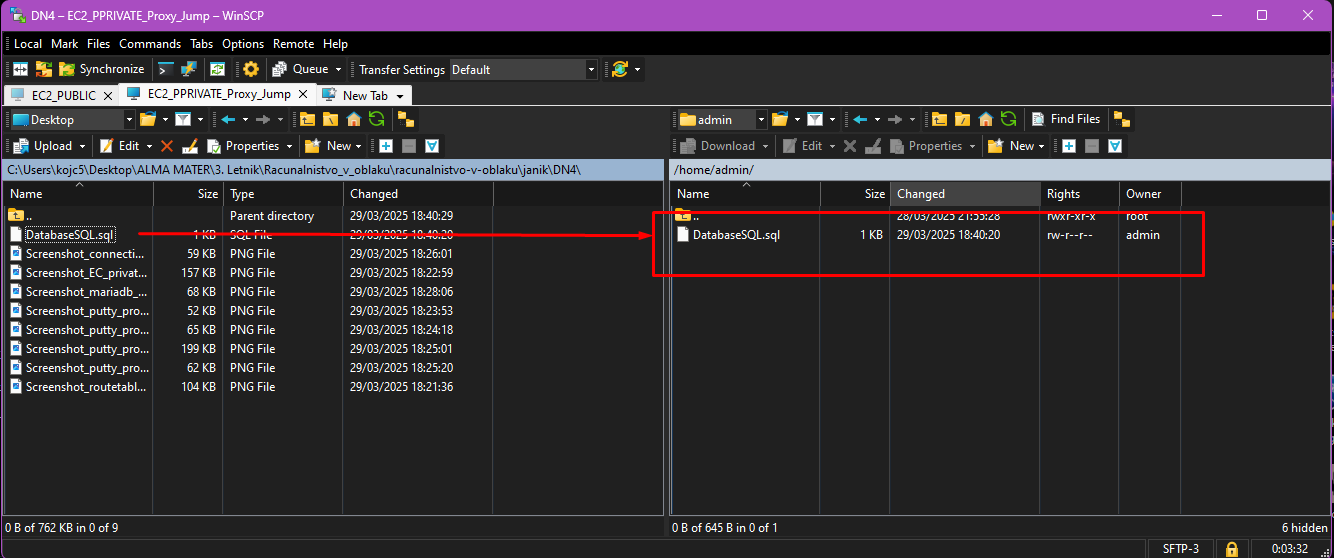 DN4 – EC2_PPRIVATE_Proxy_Jump – WinSCP
Local Mark Files Commands Tabs Options Remote Help
Synchronize Queue Transfer Settings Default
EC2_PUBLIC EC2_PPRIVATE_Proxy_Jump New Tab
Desktop
admin Find Files
Upload Edit Properties New
Download Edit Properties New
C:\Users\kojc5\Desktop\ALMA MATER\3. Letnik\Racunalnistvo_v_oblaku\racunalnistvo-v-oblaku\janik\DN4\
Name Size Type Changed
.. Parent directory 29/03/2025 18:40:29
DatabaseSQL.sql 1 KB SQL File 29/03/2025 18:40:20
Screenshot_connecti... 59 KB PNG File 29/03/2025 18:26:01
Screenshot_EC_privat... 157 KB PNG File 29/03/2025 18:22:59
Screenshot_mariadb_... 68 KB PNG File 29/03/2025 18:28:06
Screenshot_putty_pro... 52 KB PNG File 29/03/2025 18:23:53
Screenshot_putty_pro... 65 KB PNG File 29/03/2025 18:24:18
Screenshot_putty_pro... 199 KB PNG File 29/03/2025 18:25:01
Screenshot_putty_pro... 62 KB PNG File 29/03/2025 18:25:20
Screenshot_routetabl... 104 KB PNG File 29/03/2025 18:21:36
0 B of 762 KB in 0 of 9
/home/admin/
Name Size Changed Rights Owner
.. 28/03/2025 21:55:28 rwxr-xr-x root
DatabaseSQL.sql 1 KB 29/03/2025 18:40:20 rw-r--r-- admin
0 B of 645 B in 0 of 1 6 hidden
SFTP-3 0:03:32